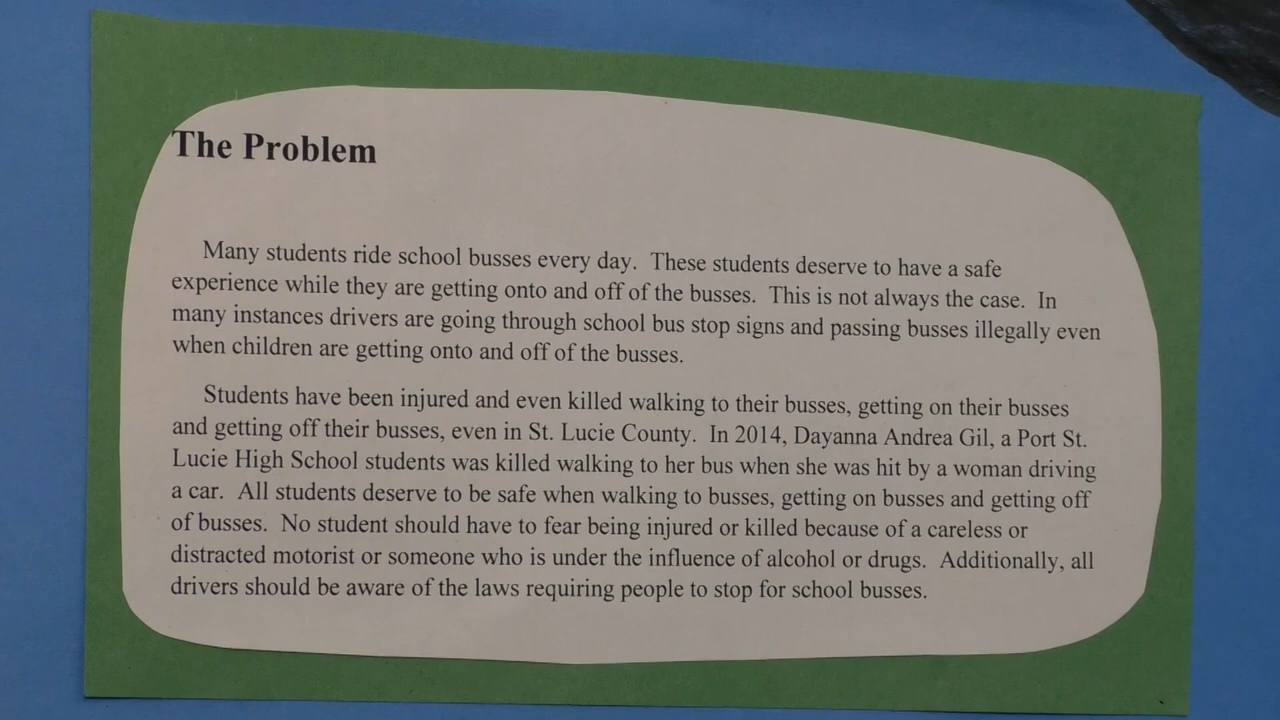 The Problem
Many students ride school busses every day.  These students deserve to have a safe
experience while they are getting onto and off of the busses.  This is not always the case.  In
many instances drivers are going through school bus stop signs and passing busses illegally even
when children are getting onto and off of the busses.
Students have been injured and even killed walking to their busses, getting on their busses
and getting off their busses, even in St. Lucie County.  In 2014, Dayanna Andrea Gil, a Port St.
Lucie High School students was killed walking to her bus when she was hit by a woman driving
a car.  All students deserve to be safe when walking to busses, getting on busses and getting off
of busses.  No student should have to fear being injured or killed because of a careless or
distracted motorist or someone who is under the influence of alcohol or drugs.  Additionally, all
drivers should be aware of the laws requiring people to stop for school busses.